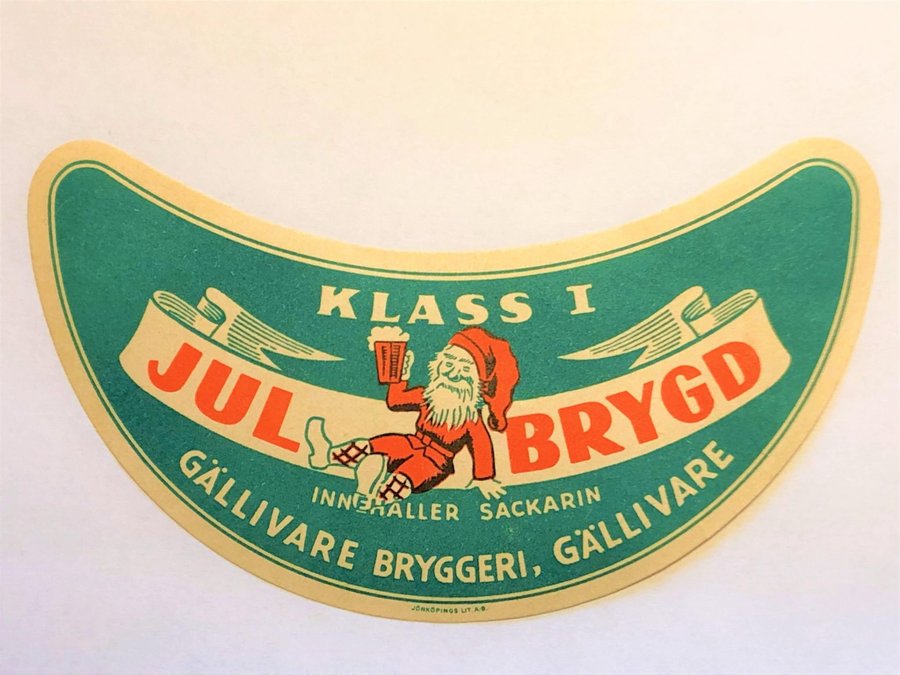 KLASS I
JUL BRYGD
INNEHÅLLER SACKARIN
GÄLLIVARE BRYGGERI, GÄLLIVARE
JÖNKÖPINGS LIT. A.B.